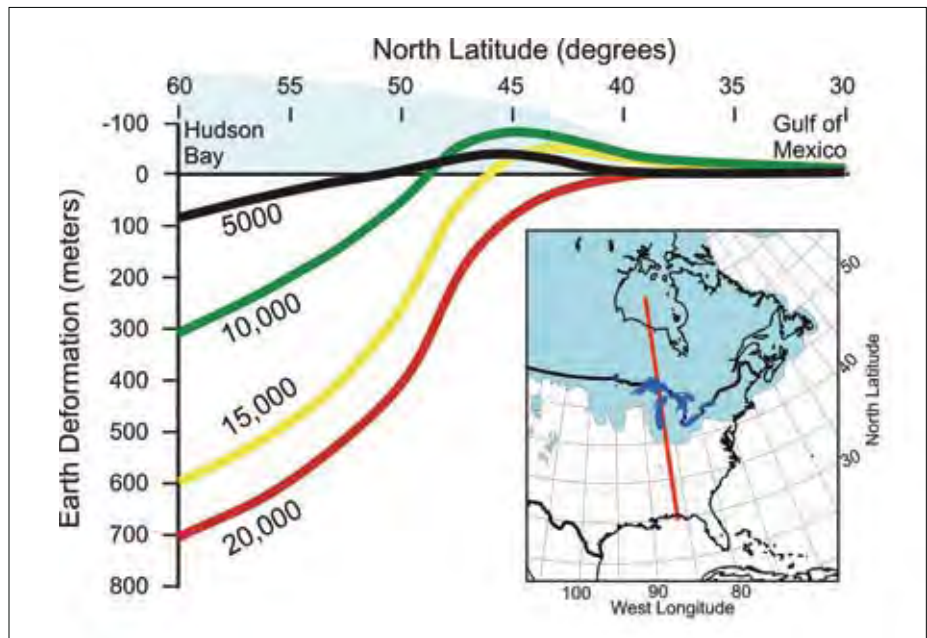 North Latitude (degrees)
60 55 50 45 40 35 30
-100
0
100
200
300
400
500
600
700
800
Earth Deformation (meters)
Hudson
Bay
Gulf of
Mexico
5000
10,000
15,000
20,000
50
40
30
North Latitude
100 90 80
West Longitude